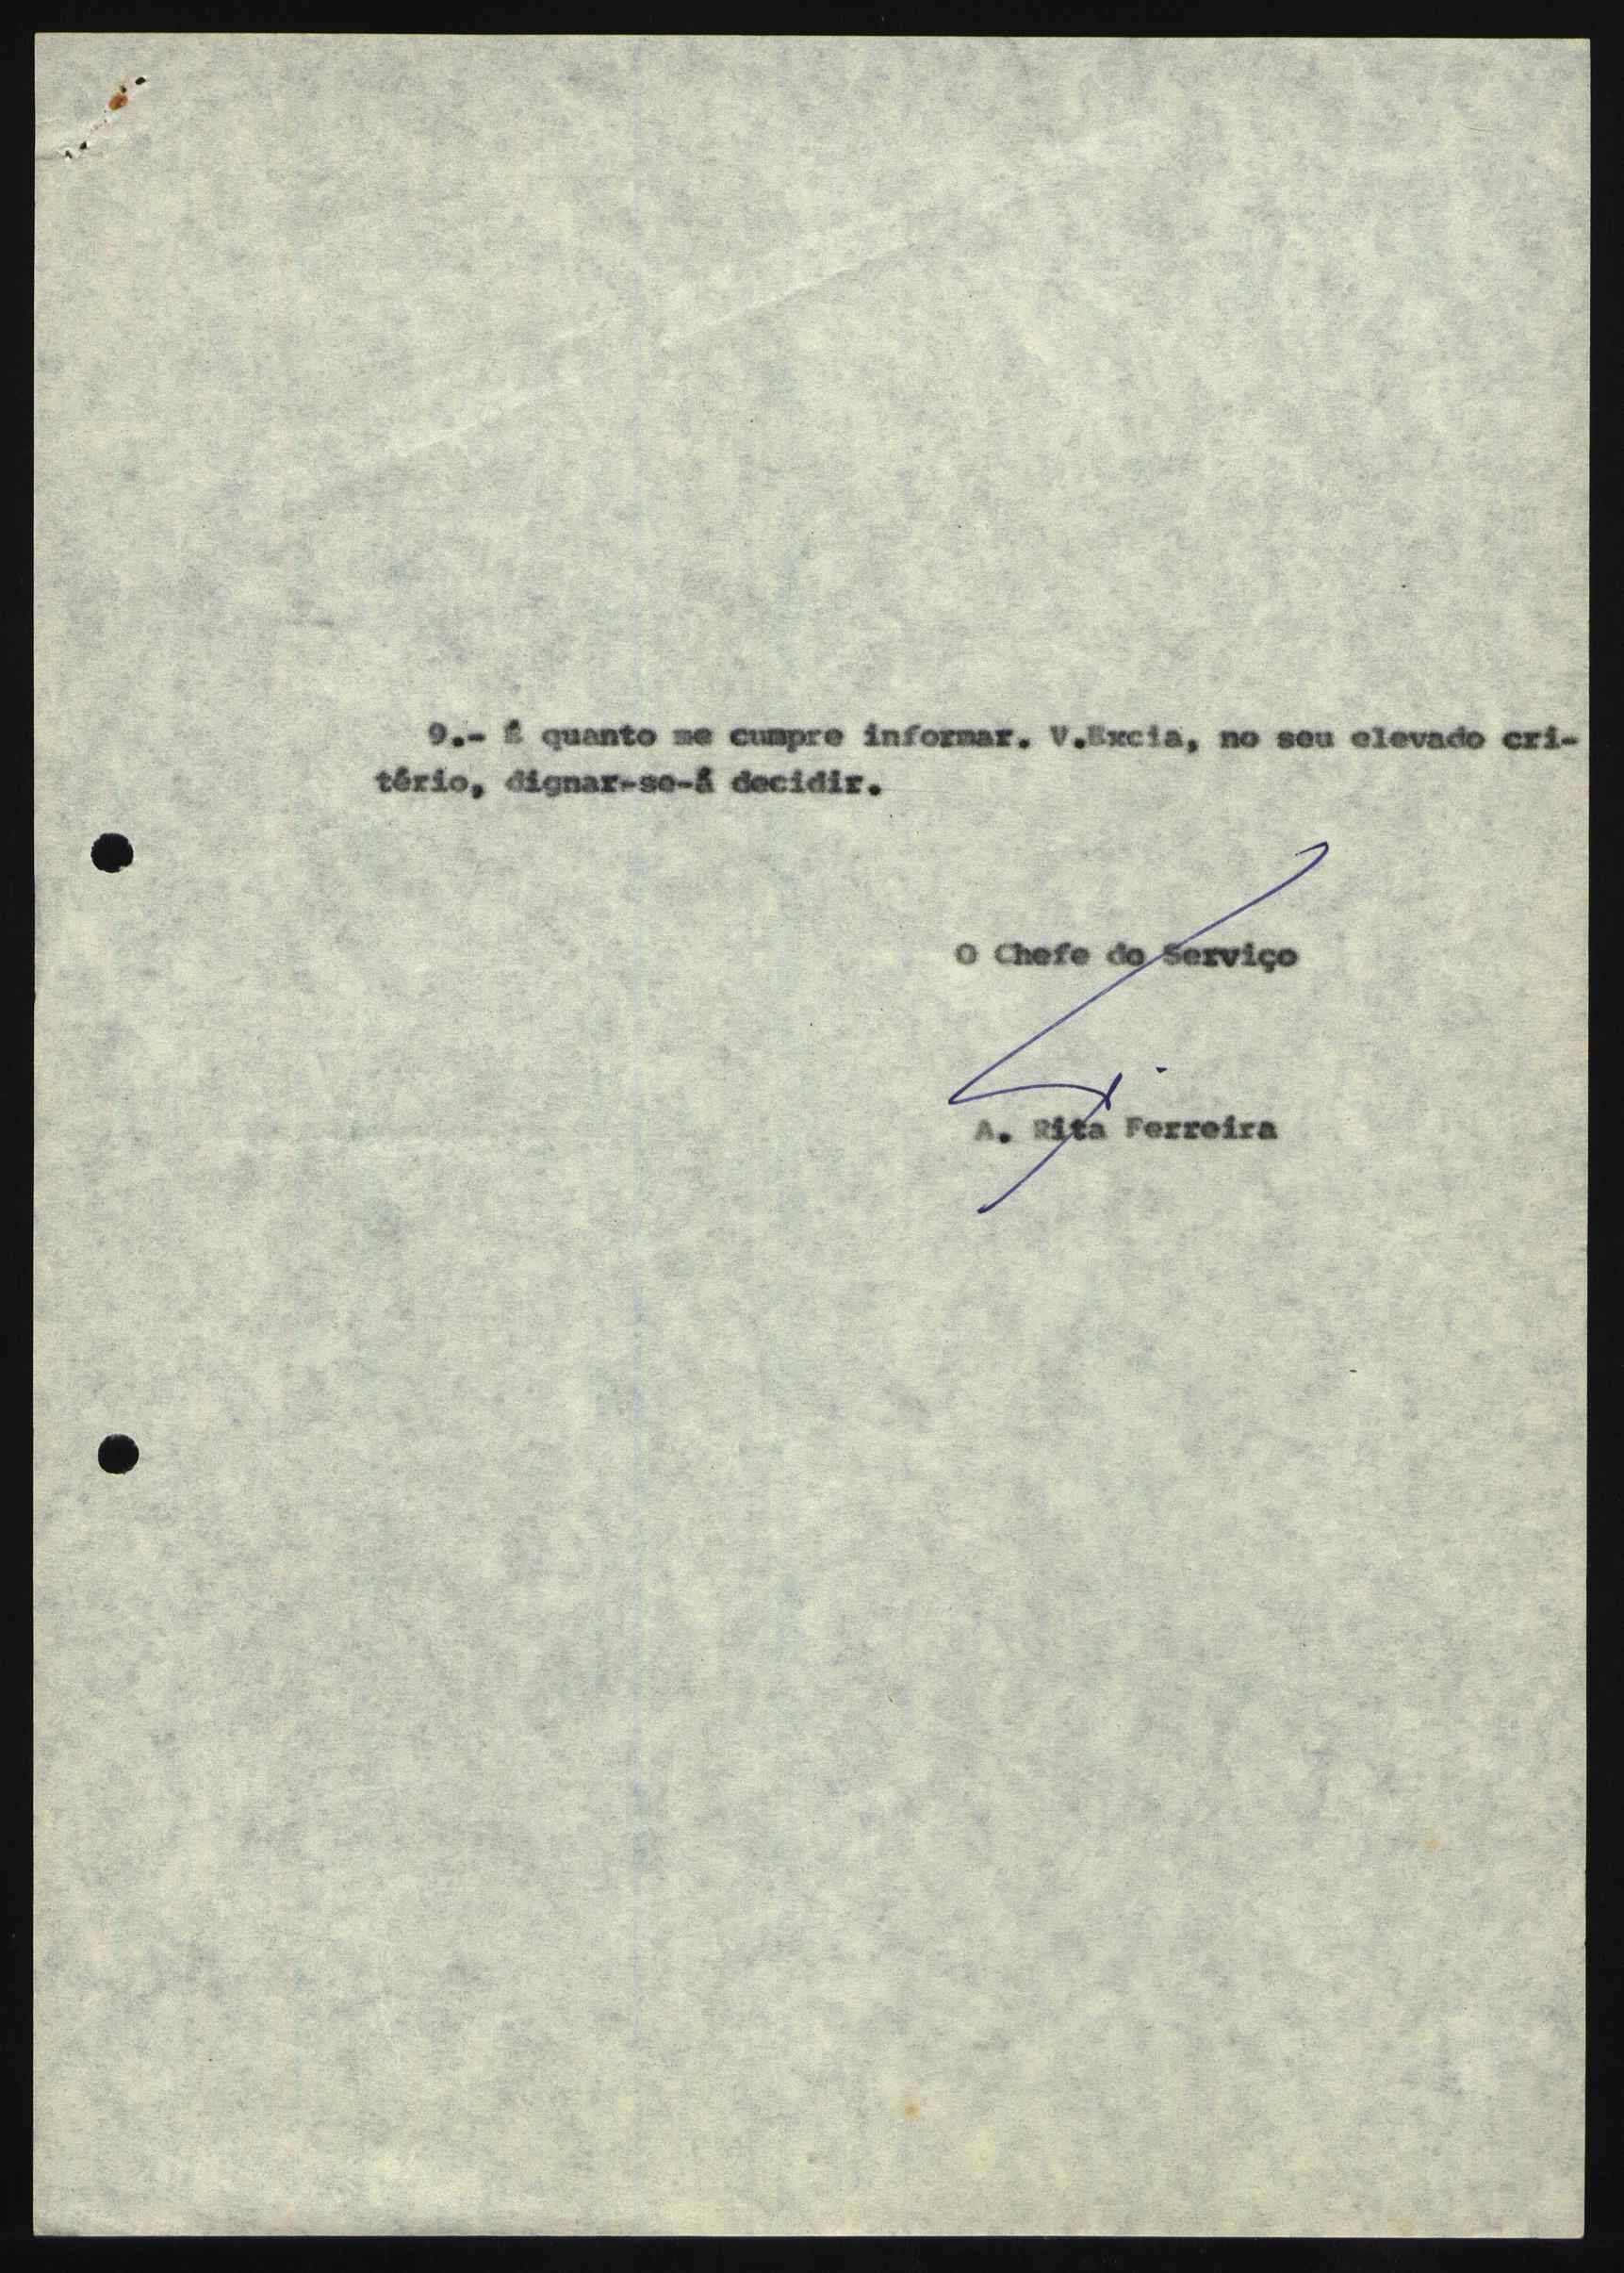 9.- É quanto me cumpre informar. V.Excia, no seu elevado cri-
tério, dignar-se-á decidir.
O Chefe do Serviço
A. Rita Ferreira